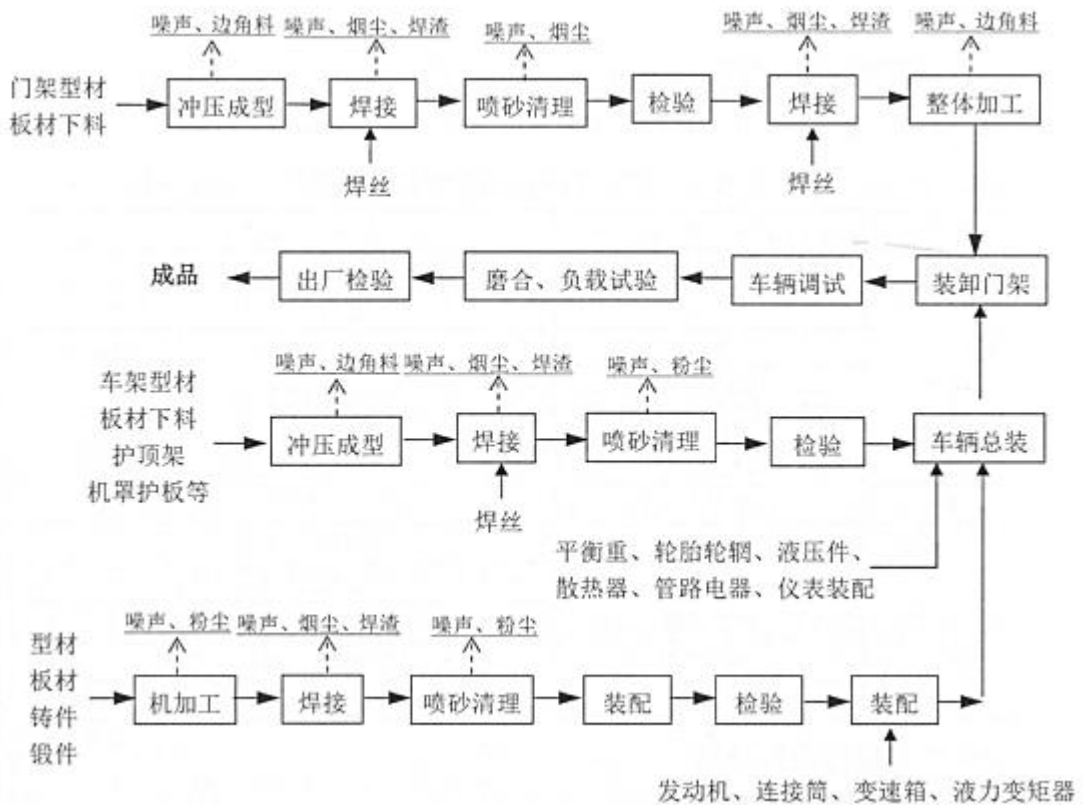 噪声、边角料
噪声、烟尘、焊渣
噪声、烟尘
噪声、烟尘、焊渣
噪声、边角料
门架型材
板材下料
冲压成型
焊接
喷砂清理
检验
焊接
整体加工
焊丝
焊丝
成品
出厂检验
磨合、负载试验
车辆调试
装卸门架
噪声、边角料
噪声、烟尘、焊渣
噪声、粉尘
车架型材
板材下料
护顶架
机罩护板等
冲压成型
焊接
喷砂清理
检验
车辆总装
焊丝
平衡重、轮胎轮辋、液压件、
散热器、管路电器、仪表装配
噪声、粉尘
噪声、烟尘、焊渣
噪声、粉尘
型材
板材
铸件
锻件
机加工
焊接
喷砂清理
装配
检验
装配
发动机、连接筒、变速箱、液力变矩器